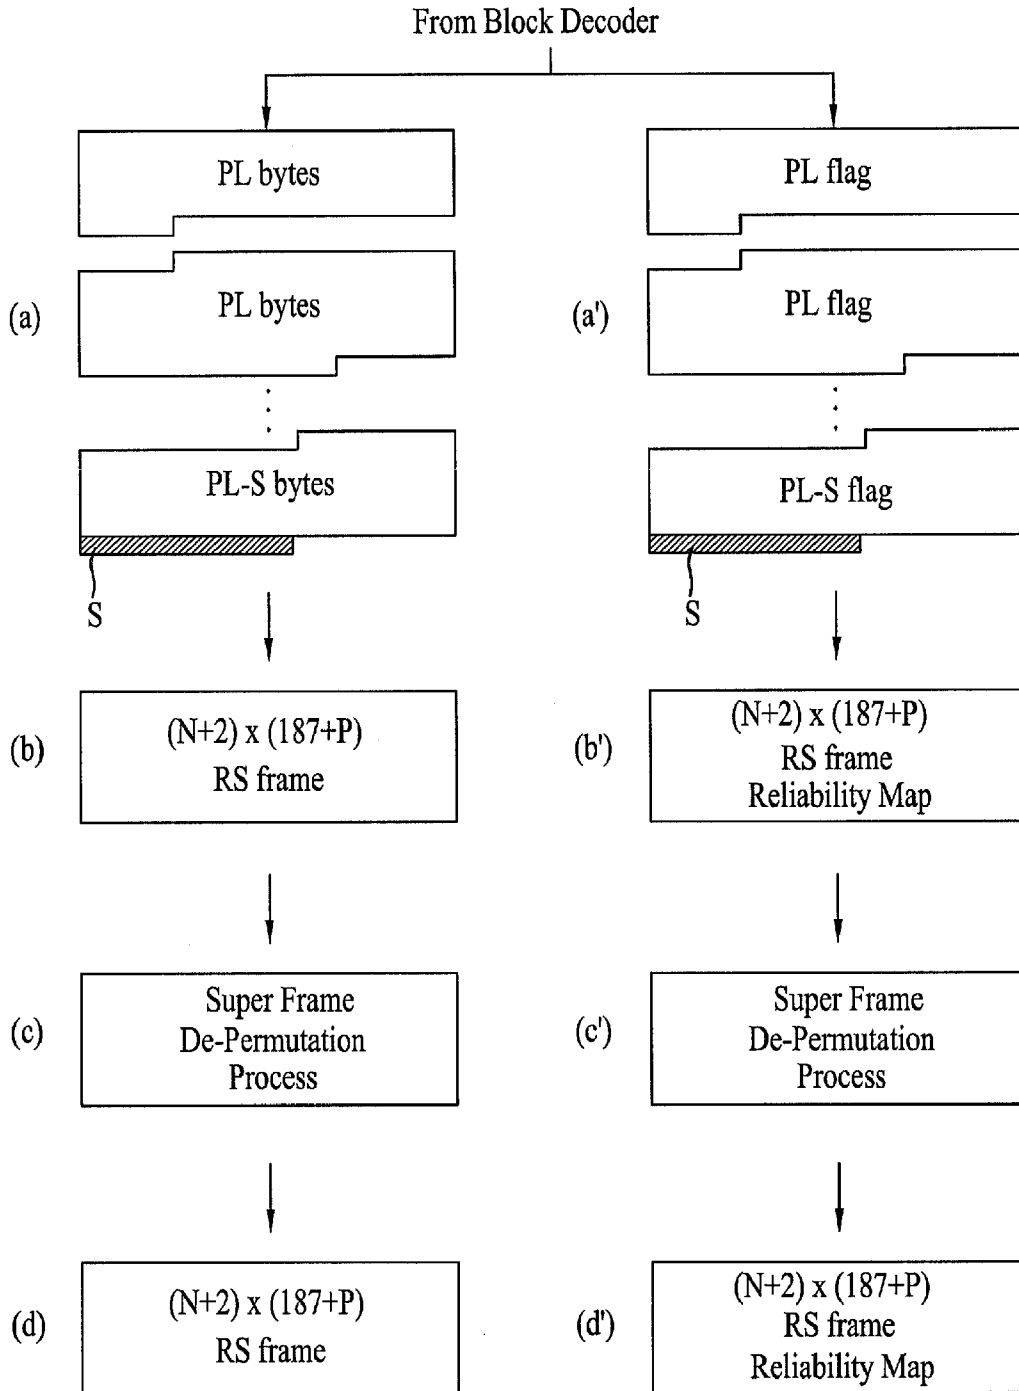 From Block Decoder
PL bytes
PL flag
(a)
PL bytes
(a')
PL flag
PL-S bytes
PL-S flag
S
S
(b)
(N+2) x (187+P)
RS frame
(b')
(N+2) x (187+P)
RS frame
Reliability Map
(c)
Super Frame
De-Permutation
Process
(c')
Super Frame
De-Permutation
Process
(d)
(N+2) x (187+P)
RS frame
(d')
(N+2) x (187+P)
RS frame
Reliability Map